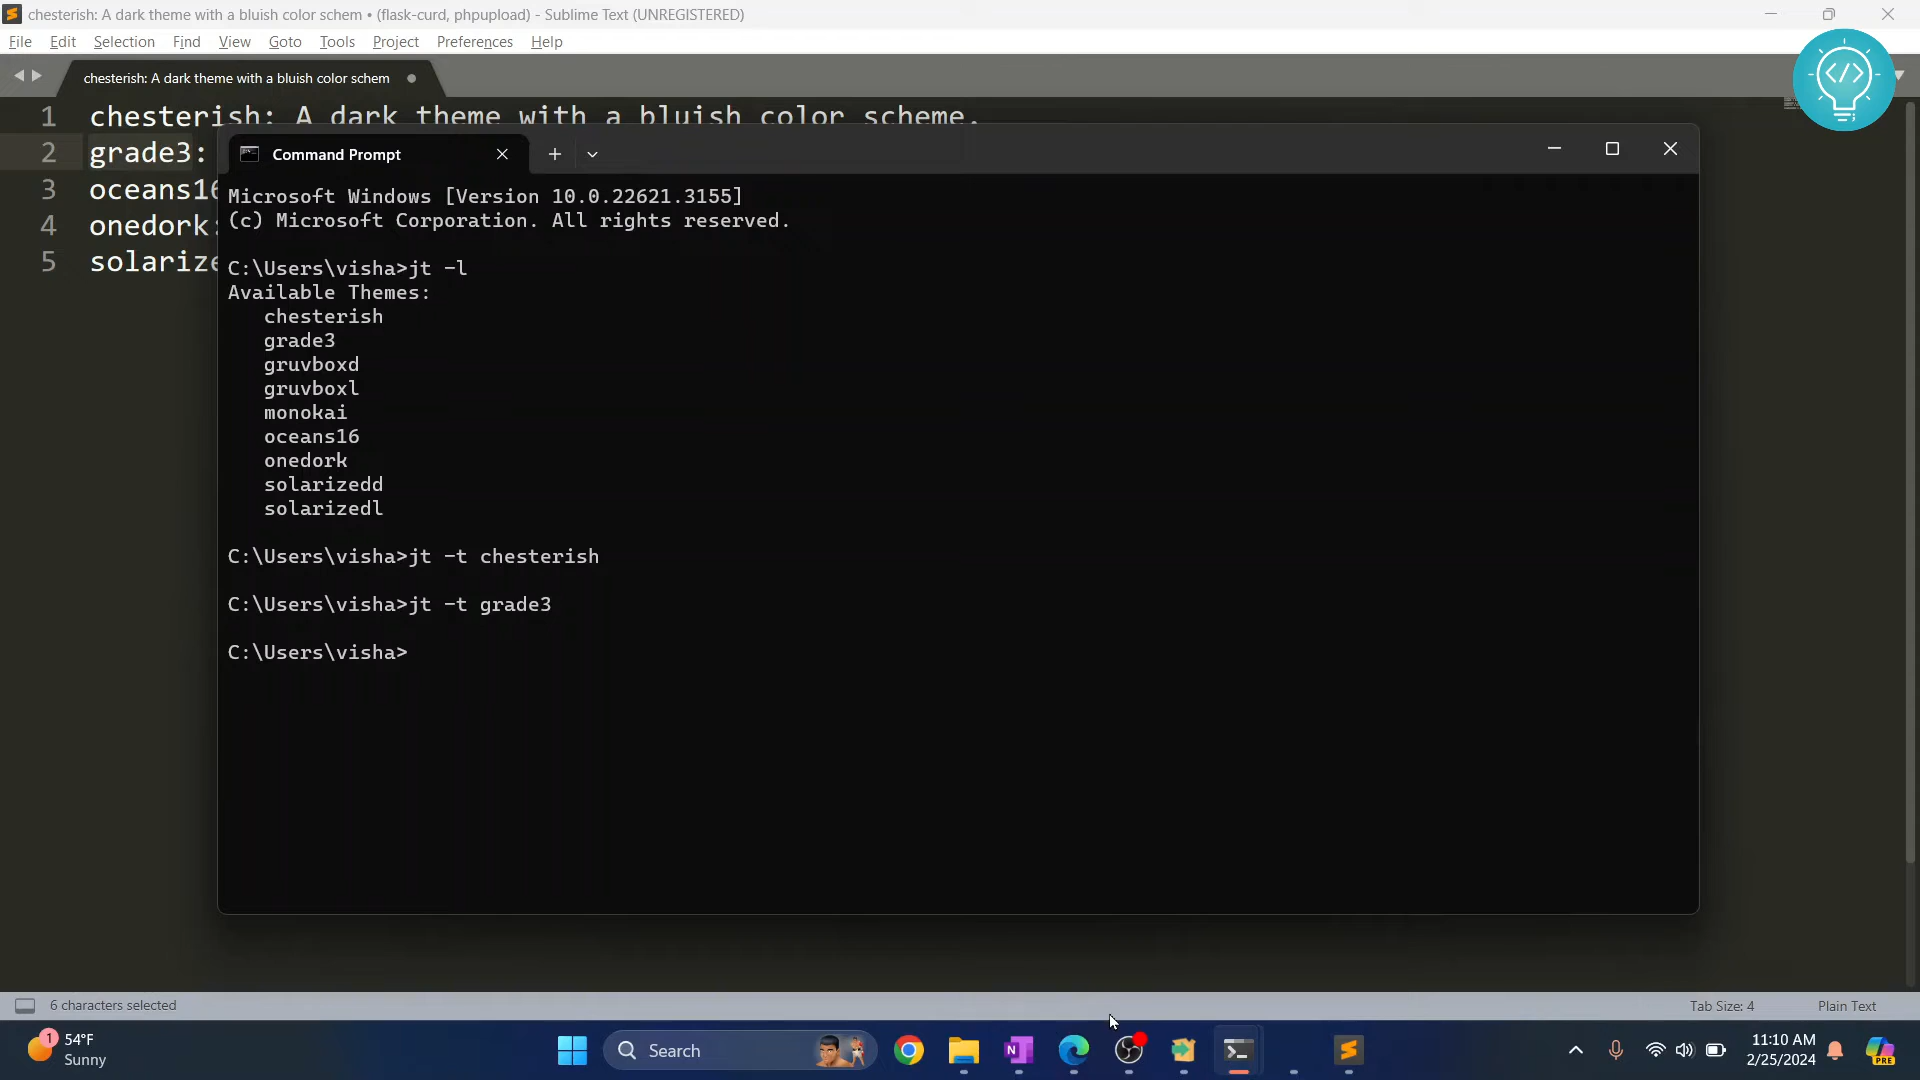 chesterish: A dark theme with a bluish color schem • (flask-curd, phpupload) - Sublime Text (UNREGISTERED)
File Edit Selection Find View Goto Tools Project Preferences Help
chesterish: A dark theme with a bluish color schem
</>
1 chesterish: A dark theme with a bluish color scheme.
2 grade3:
3 oceans16
4 onedork:
5 solarize
Command Prompt
Microsoft Windows [Version 10.0.22621.3155]
(c) Microsoft Corporation. All rights reserved.
C:\Users\visha>jt -l
Available Themes:
chesterish
grade3
gruvboxd
gruvboxl
monokai
oceans16
onedork
solarizedd
solarizedl
C:\Users\visha>jt -t chesterish
C:\Users\visha>jt -t grade3
C:\Users\visha>
6 characters selected Tab Size: 4 Plain Text
1 54°F
Sunny
Search
N
S
11:10 AM
2/25/2024
PRE